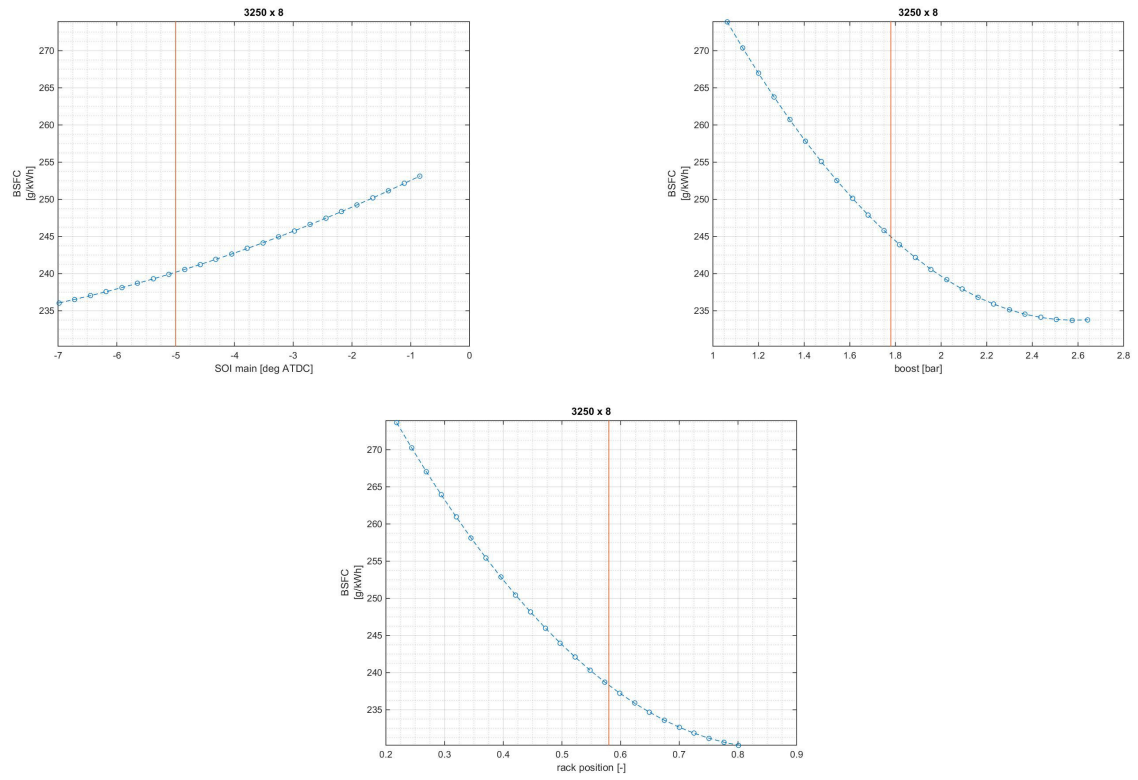 3250 x 8
270
265
260
255
250
245
240
235
BSFC
[g/kWh]
-7 -6 -5 -4 -3 -2 -1 0
SOI main [deg ATDC]
3250 x 8
270
265
260
255
250
245
240
235
BSFC
[g/kWh]
1 1.2 1.4 1.6 1.8 2 2.2 2.4 2.6 2.8
boost [bar]
3250 x 8
270
265
260
255
250
245
240
235
BSFC
[g/kWh]
0.2 0.3 0.4 0.5 0.6 0.7 0.8 0.9
rack position [-]